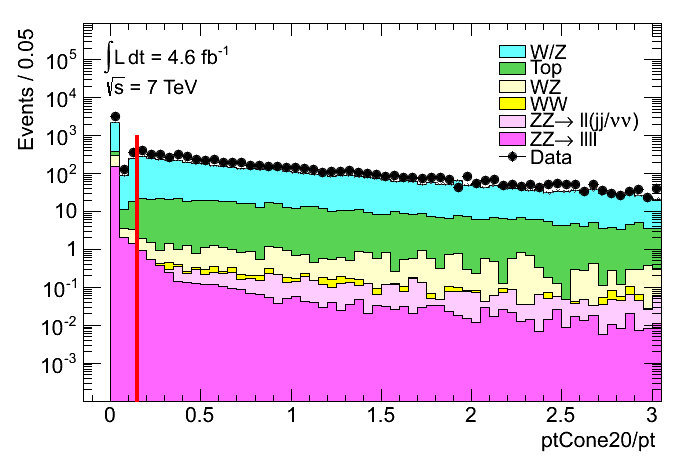 Events / 0.05
∫L dt = 4.6 fb⁻¹
√s = 7 TeV
W/Z
Top
WZ
WW
ZZ→ ll(jj/νν)
ZZ→ llll
Data
10⁵
10⁴
10³
10²
10
1
10⁻¹
10⁻²
10⁻³
0 0.5 1 1.5 2 2.5 3
ptCone20/pt